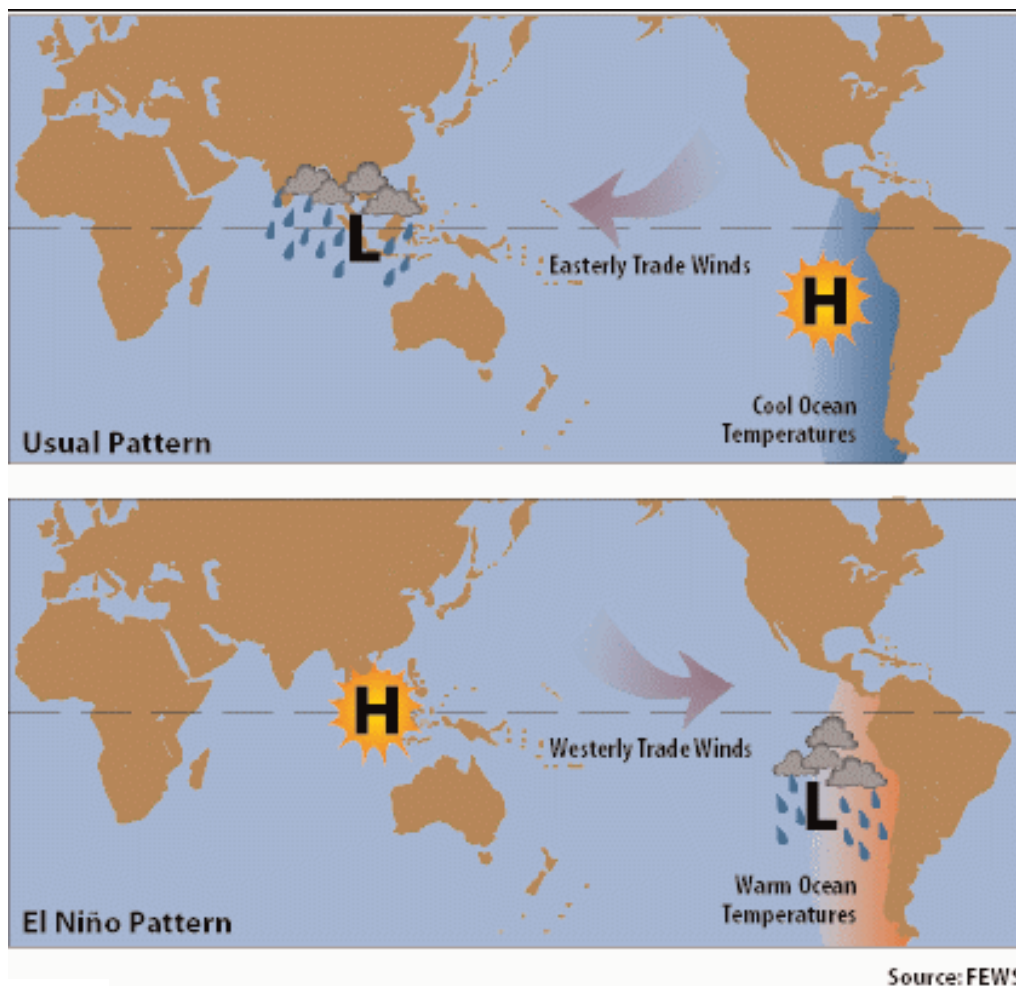 L
Easterly Trade Winds
H
Cool Ocean
Temperatures
Usual Pattern
H
Westerly Trade Winds
L
Warm Ocean
Temperatures
El Niño Pattern
Source: FEWS